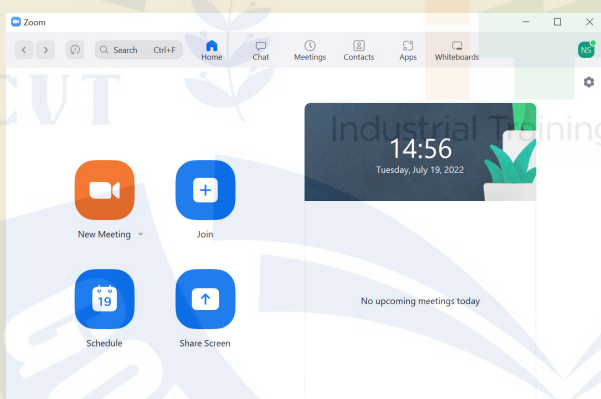 Zoom
Search Ctrl+F
Home Chat Meetings Contacts Apps Whiteboards
NS
CVT
Industrial Training
14:56
Tuesday, July 19, 2022
New Meeting
Join
19
Schedule
Share Screen
No upcoming meetings today